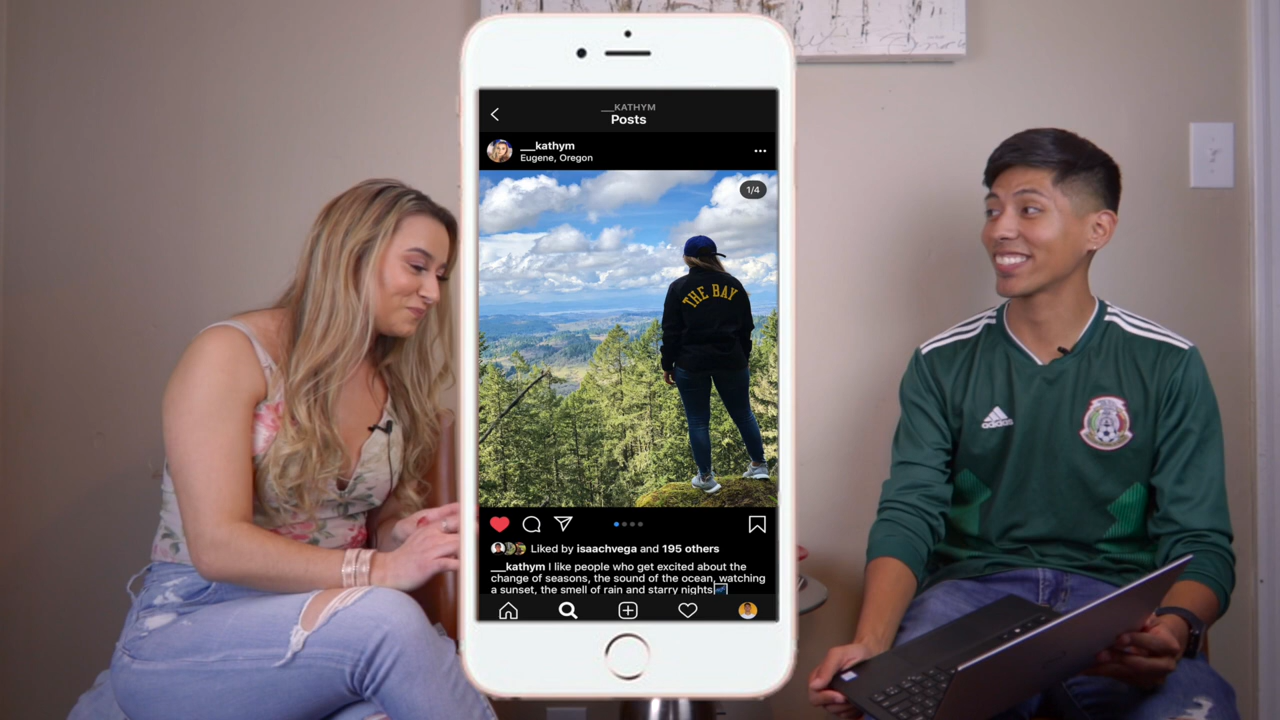 ___KATHYM
Posts
___kathym
Eugene, Oregon
1/4
THE BAY
Liked by isaachvega and 195 others
___kathym I like people who get excited about the
change of seasons, the sound of the ocean, watching
a sunset, the smell of rain and starry nights
adidas